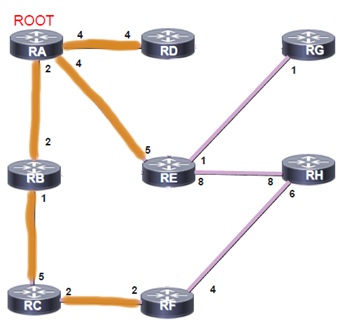 ROOT
RA 4 4 RD RG
2 4 1
2 5 1
RB RE RH
1 8 8
6
5 2 2 4
RC RF